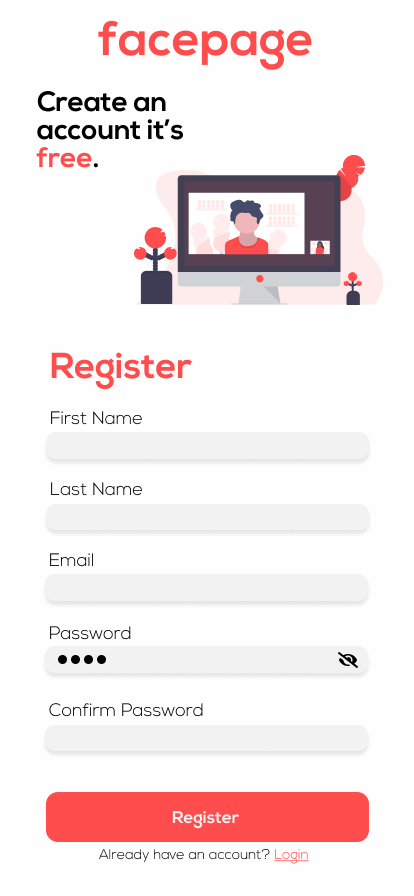 facepage
Create an
account it's
free.
Register
First Name
Last Name
Email
Password
Confirm Password
Register
Already have an account? Login